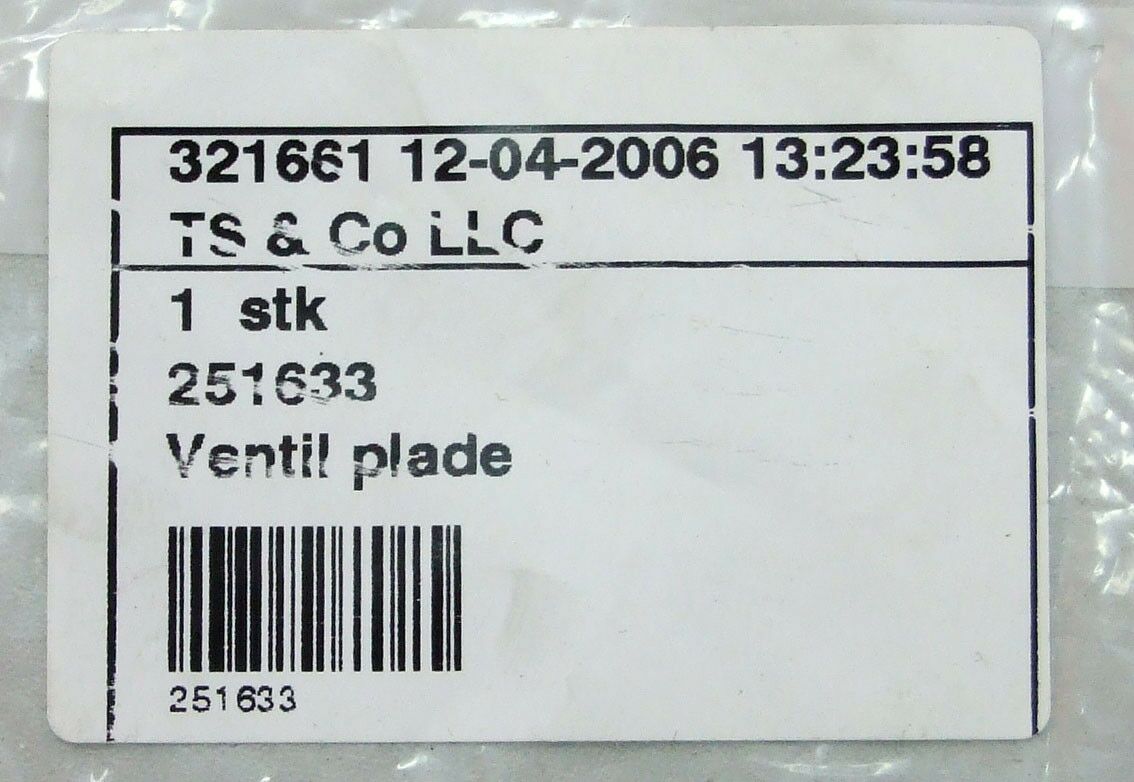 321661 12-04-2006 13:23:58
TS & Co LLC
1 stk
251633
Ventil plade
251633